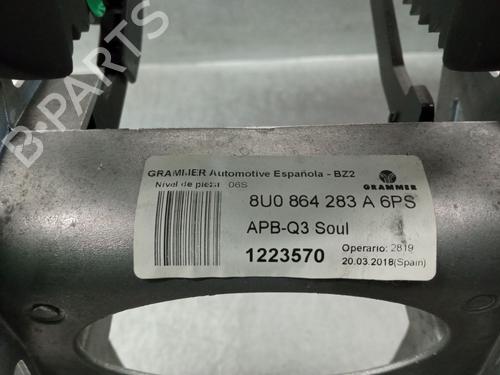 GRAMMER Automotive Española - BZ2
Nivel de pieza : 06S
GRAMMER
8U0 864 283 A 6PS
APB-Q3 Soul
1223570
Operario: 2819
20.03.2018(Spain)
B-PARTS